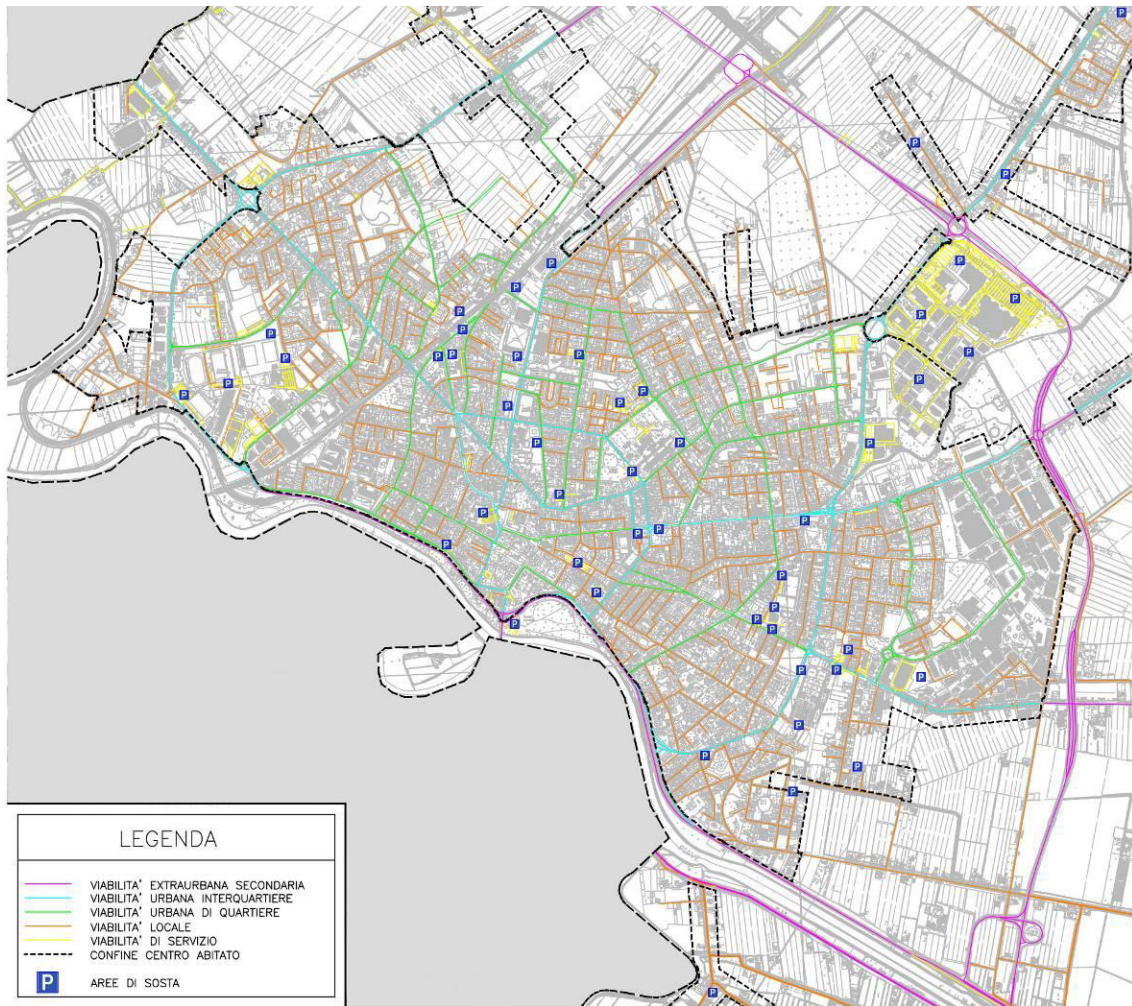 LEGENDA
VIABILITA' EXTRAURBANA SECONDARIA
VIABILITA' URBANA INTERQUARTIERE
VIABILITA' URBANA DI QUARTIERE
VIABILITA' LOCALE
VIABILITA' DI SERVIZIO
CONFINE CENTRO ABITATO
P AREE DI SOSTA